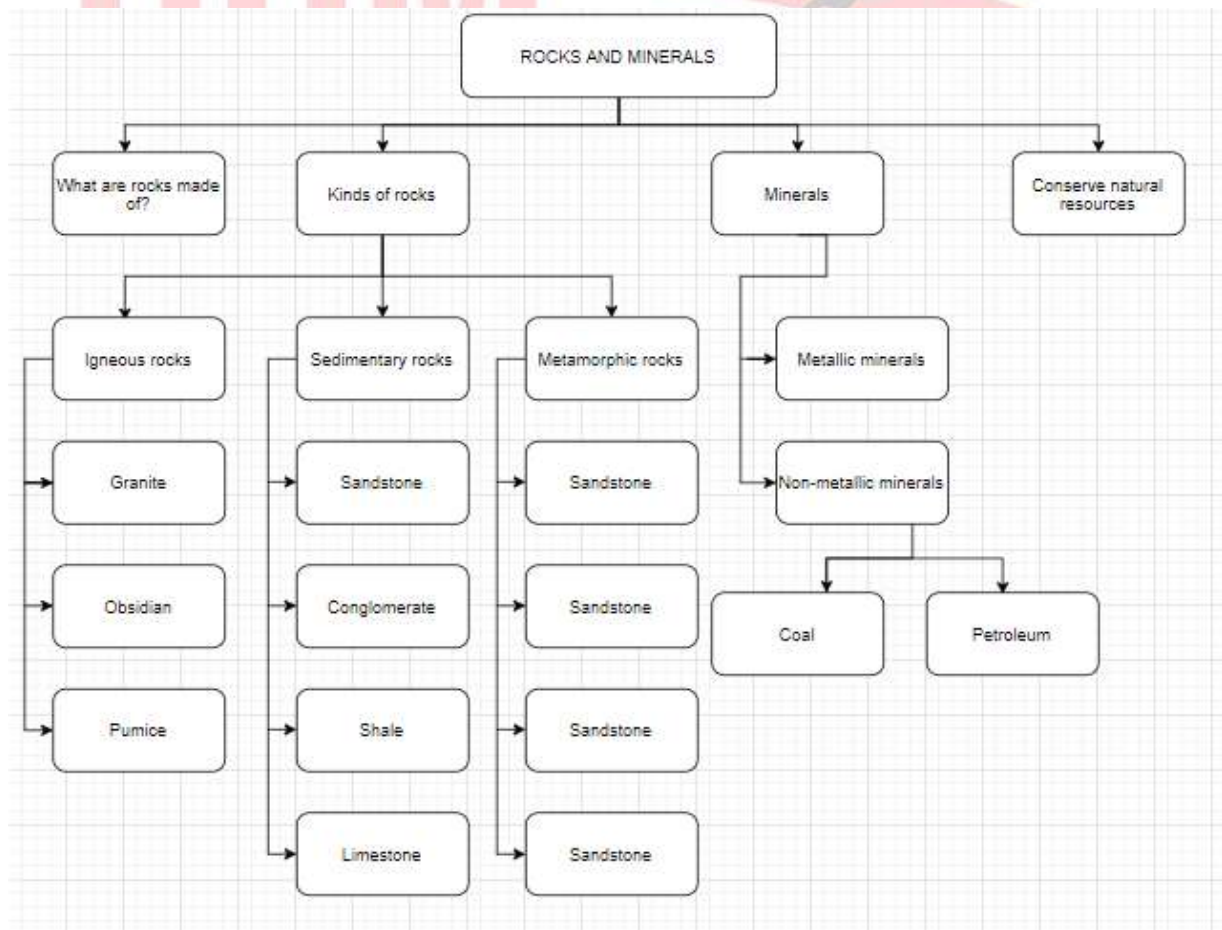 ROCKS AND MINERALS
What are rocks made
of?
Kinds of rocks
Minerals
Conserve natural
resources
Igneous rocks
Sedimentary rocks
Metamorphic rocks
Metallic minerals
Granite
Sandstone
Sandstone
Non-metallic minerals
Obsidian
Conglomerate
Sandstone
Coal
Petroleum
Pumice
Shale
Sandstone
Limestone
Sandstone